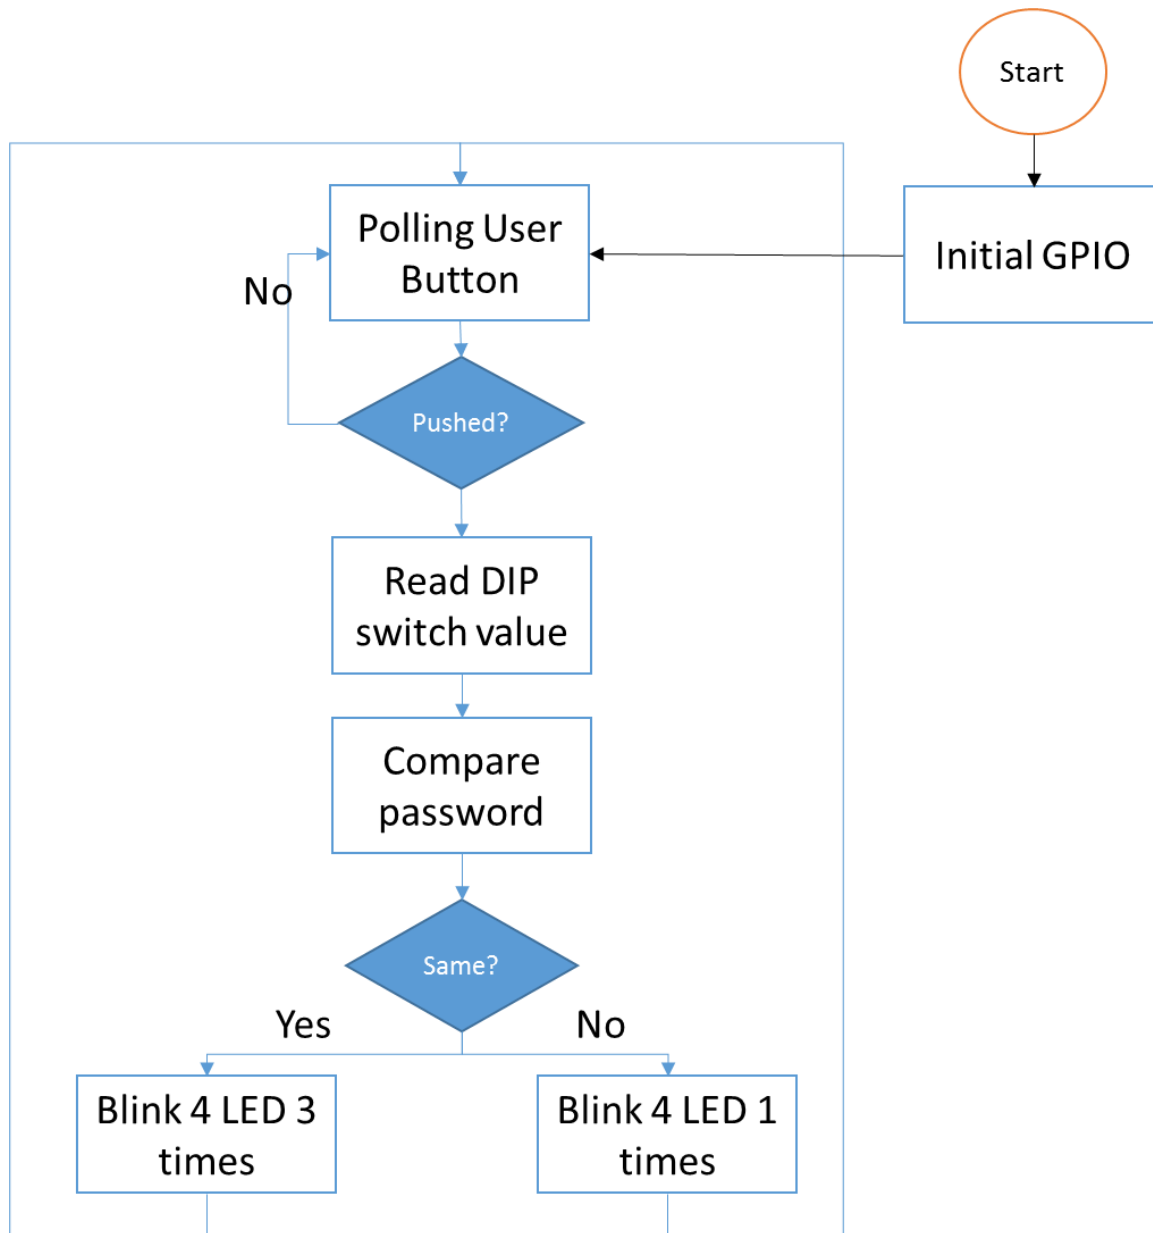 Start
Initial GPIO
Polling User
Button
No
Pushed?
Read DIP
switch value
Compare
password
Same?
Yes
No
Blink 4 LED 3
times
Blink 4 LED 1
times